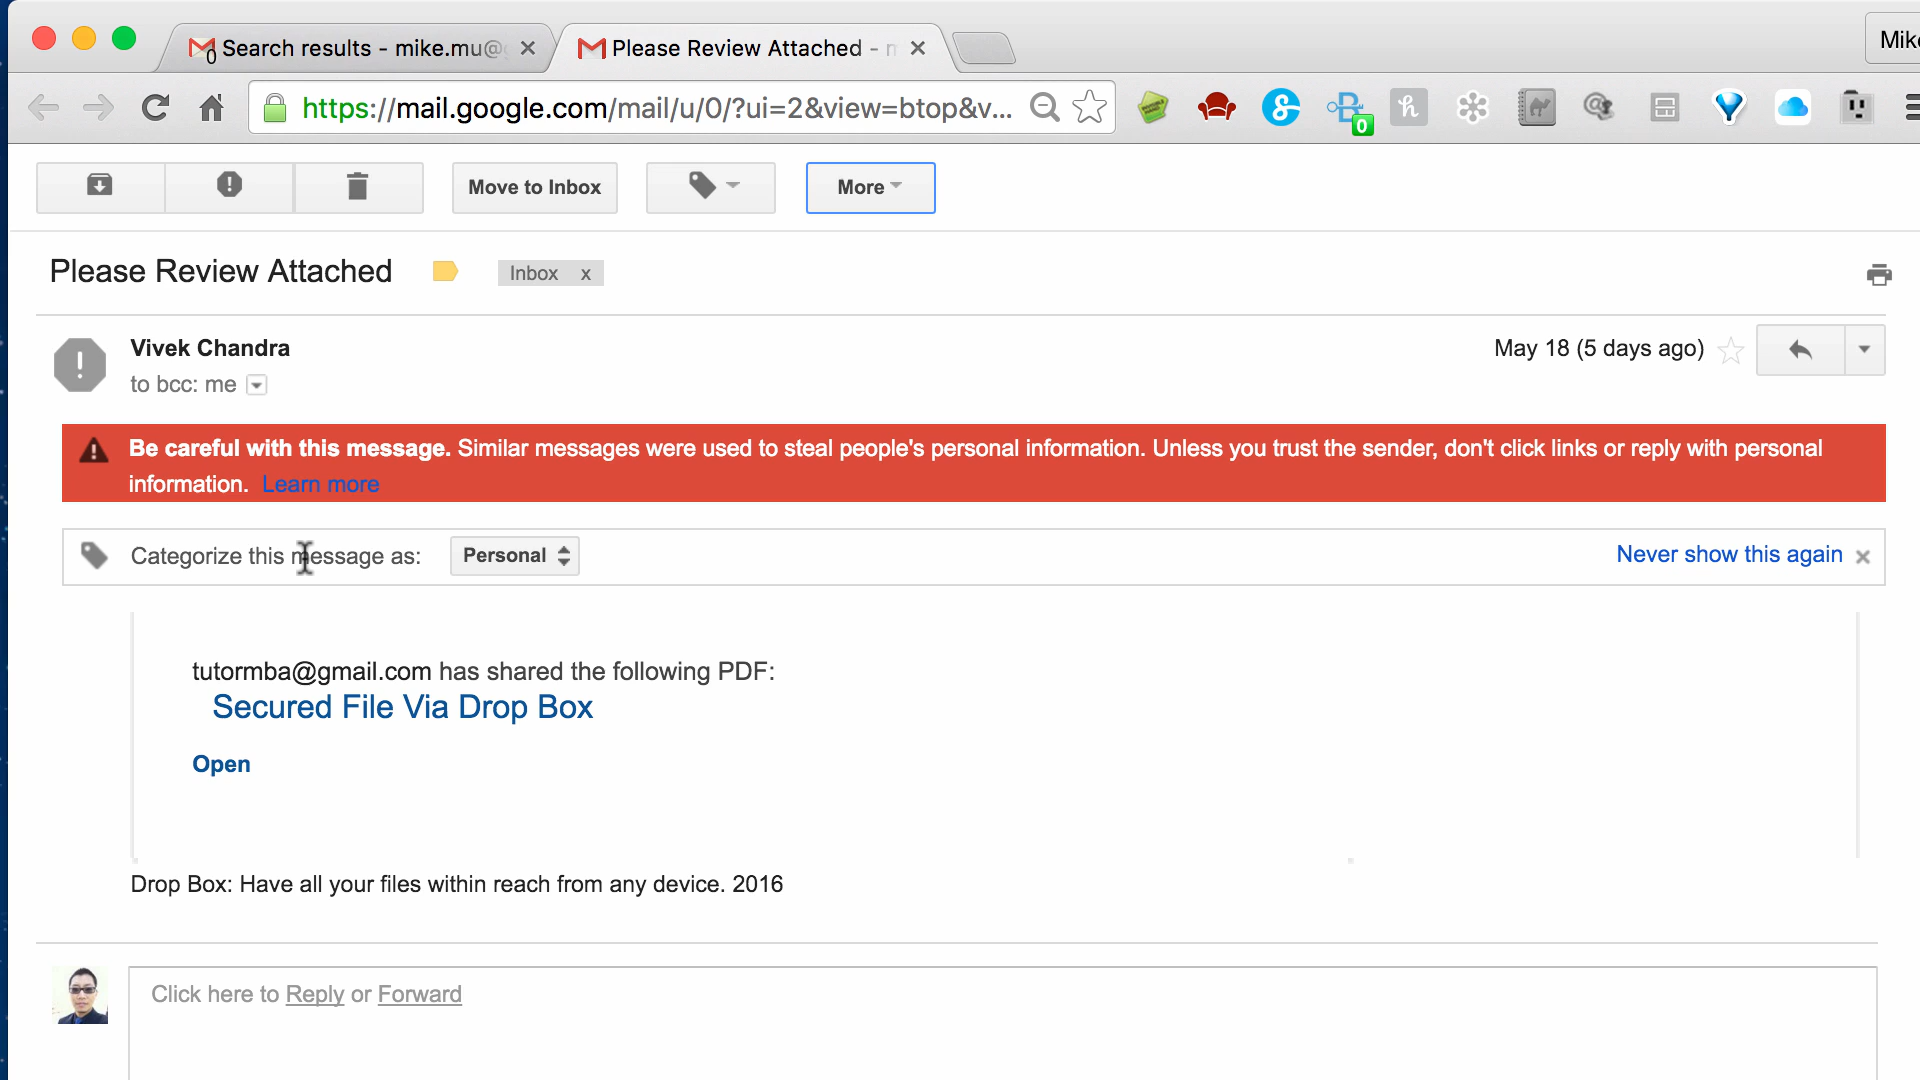 Search results - mike.mu@
Please Review Attached -
Mike
https://mail.google.com/mail/u/0/?ui=2&view=btop&v...
0
Move to Inbox
More
Please Review Attached
Inbox x
Vivek Chandra
May 18 (5 days ago)
to bcc: me
Be careful with this message. Similar messages were used to steal people's personal information. Unless you trust the sender, don't click links or reply with personal
information. Learn more
Categorize this message as: Personal
Never show this again
tutormba@gmail.com has shared the following PDF:
Secured File Via Drop Box
Open
Drop Box: Have all your files within reach from any device. 2016
Click here to Reply or Forward